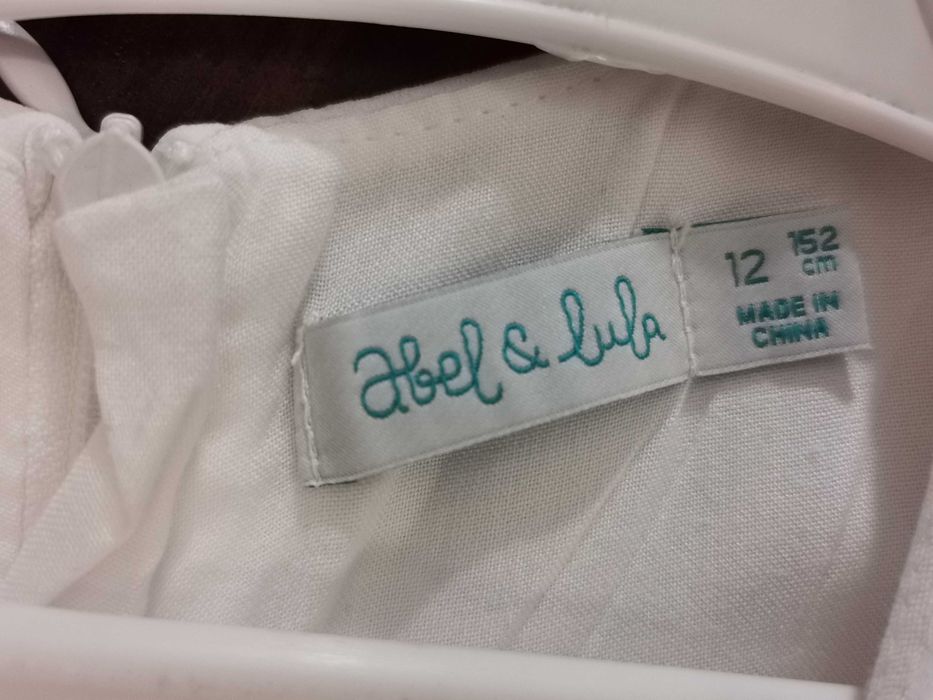 Abel & lula
12 152 cm
MADE IN
CHINA